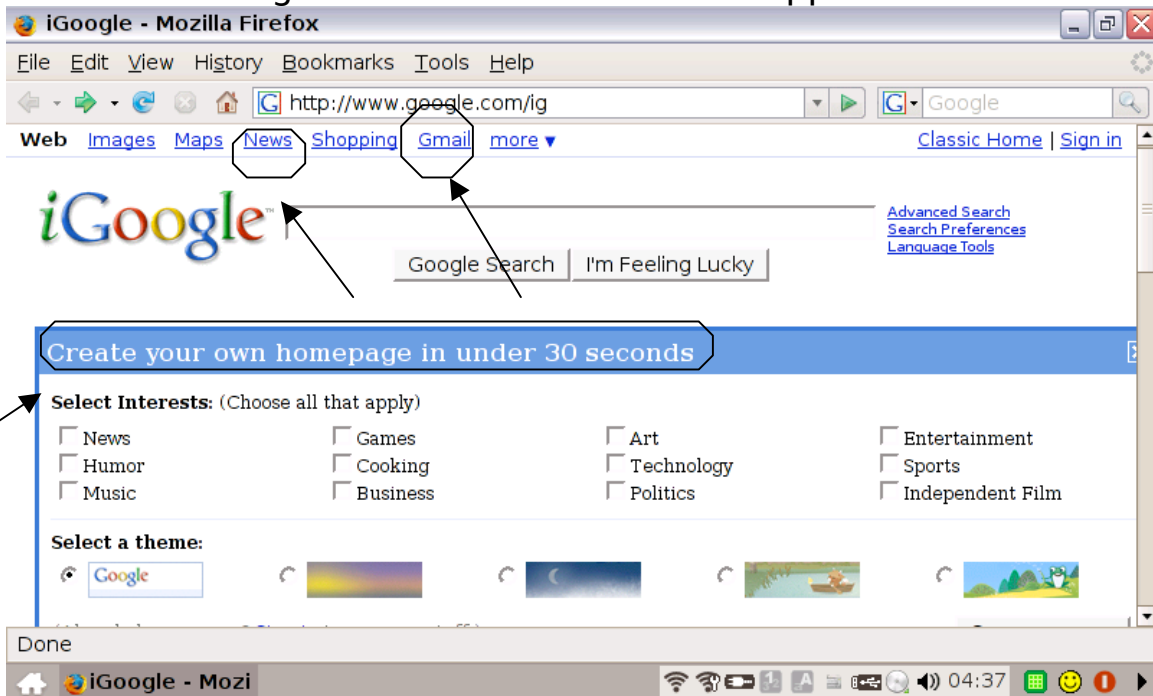 iGoogle - Mozilla Firefox
File Edit View History Bookmarks Tools Help
http://www.google.com/ig
G Google
Web Images Maps News Shopping Gmail more ▼ Classic Home | Sign in
iGoogle™
Advanced Search
Search Preferences
Language Tools
Google Search I'm Feeling Lucky
Create your own homepage in under 30 seconds
Select Interests: (Choose all that apply)
News Games Art Entertainment
Humor Cooking Technology Sports
Music Business Politics Independent Film
Select a theme:
Google
Done
iGoogle - Mozi 04:37